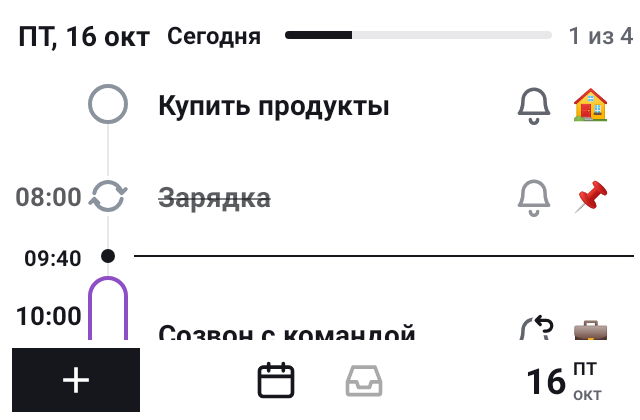 ПТ, 16 окт Сегодня 1 из 4
Купить продукты
08:00 Зарядка
09:40
10:00 Созвон с командой
16 ПТ
окт